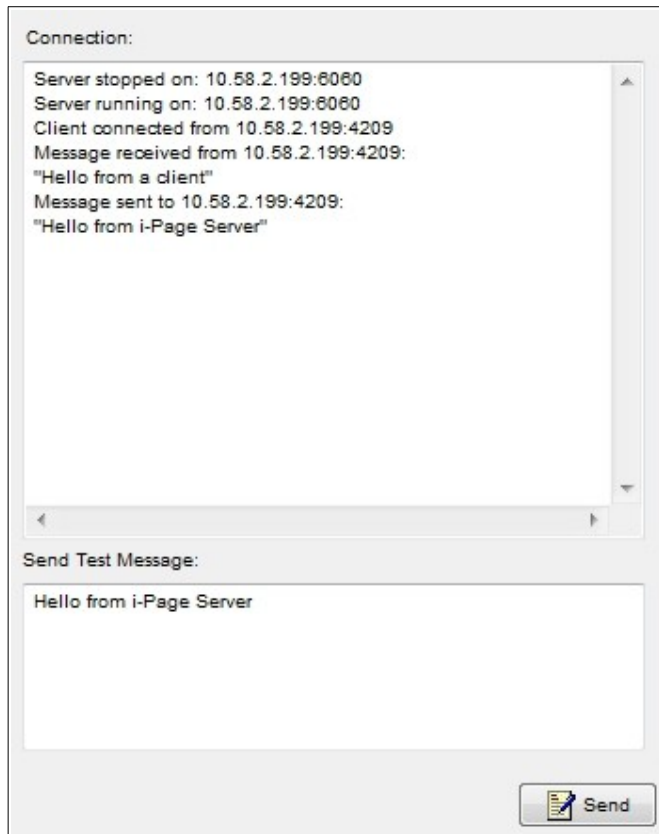 Connection:
Server stopped on: 10.58.2.199:6060
Server running on: 10.58.2.199:6060
Client connected from 10.58.2.199:4209
Message received from 10.58.2.199:4209:
"Hello from a client"
Message sent to 10.58.2.199:4209:
"Hello from i-Page Server"
Send Test Message:
Hello from i-Page Server
Send